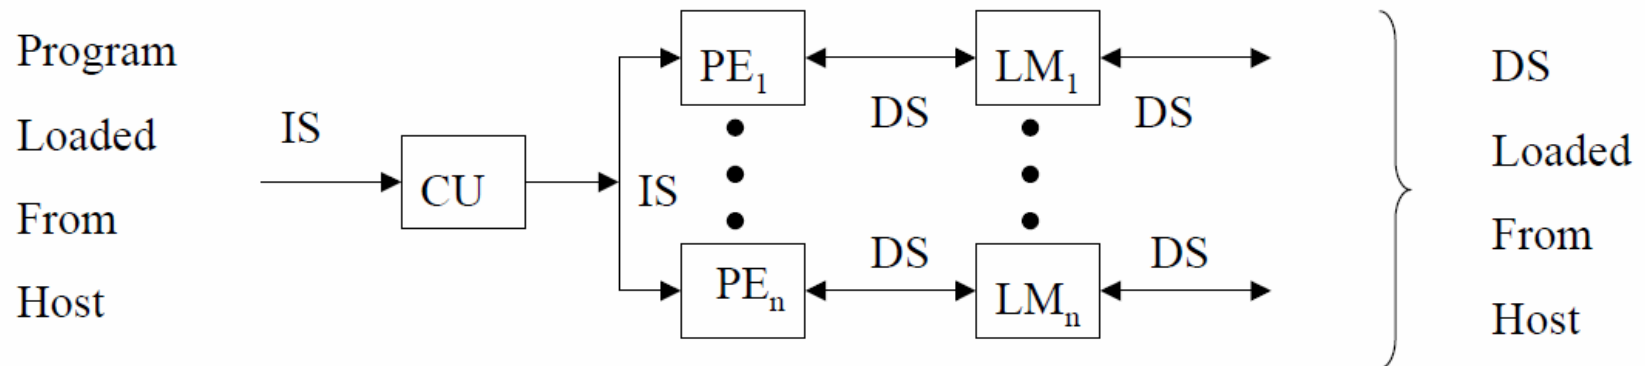 Program
Loaded
From
Host
IS
CU
IS
PE1
DS
LM1
DS
PEn
DS
LMn
DS
DS
Loaded
From
Host